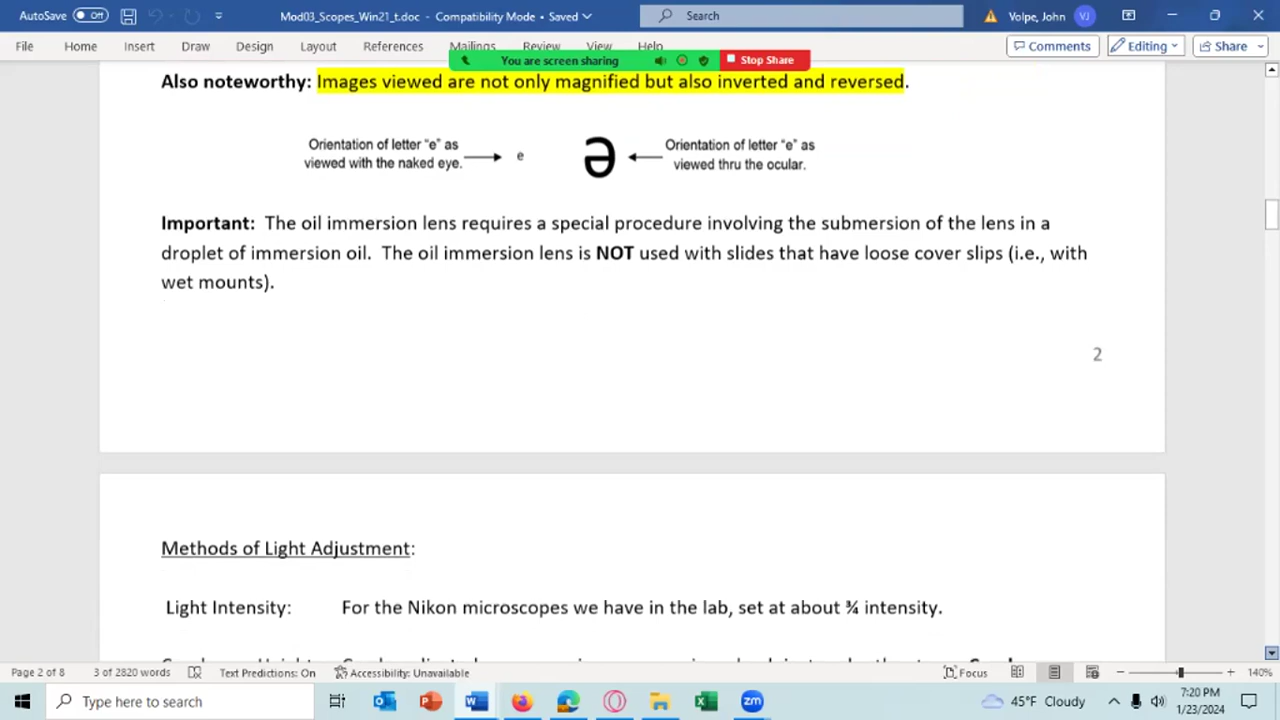 AutoSave Off Mod03_Scopes_Win21_t.doc - Compatibility Mode • Saved Search Volpe, John VJ
File Home Insert Draw Design Layout References Mailings Review View Help Comments Editing Share
You are screen sharing Stop Share
Also noteworthy: Images viewed are not only magnified but also inverted and reversed.
Orientation of letter "e" as
viewed with the naked eye.
e
ə
Orientation of letter "e" as
viewed thru the ocular.
Important: The oil immersion lens requires a special procedure involving the submersion of the lens in a
droplet of immersion oil. The oil immersion lens is NOT used with slides that have loose cover slips (i.e., with
wet mounts).
2
Methods of Light Adjustment:
Light Intensity: For the Nikon microscopes we have in the lab, set at about ¾ intensity.
Page 2 of 8 3 of 2820 words Text Predictions: On Accessibility: Unavailable Focus 140%
Type here to search 45°F Cloudy 7:20 PM
1/23/2024